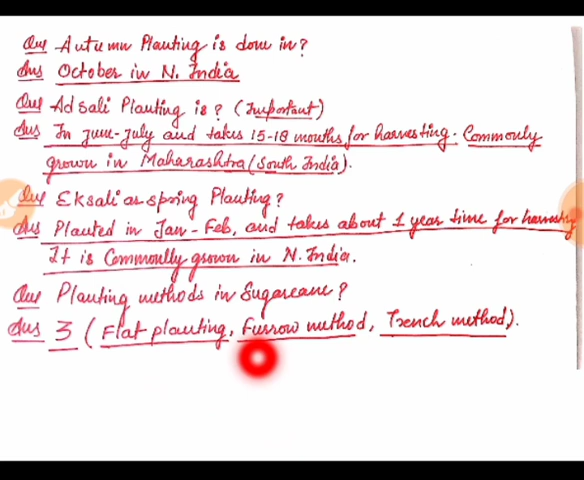 Que Autumn Planting is done in?
Ans October in N. India
Que Adsali Planting is? (Important)
Ans In June-July and takes 15-18 months for harvesting. Commonly
grown in Maharashtra (South India).
Que Eksali or spring Planting?
Ans Planted in Jan-Feb, and takes about 1 year time for harvesting
It is Commonlly grown in N. India.
Que Planting methods in Sugarcane?
Ans 3 (Flat planting, Furrow method, Trench method).